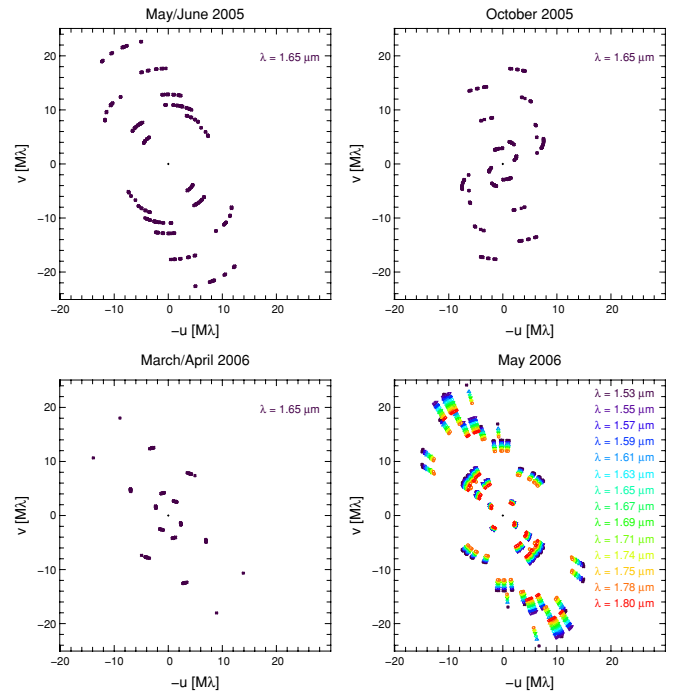 May/June 2005
October 2005
20
10
0
−10
−20
v [Mλ]
λ = 1.65 μm
−20 −10 0 10 20
−u [Mλ]
20
10
0
−10
−20
v [Mλ]
λ = 1.65 μm
−20 −10 0 10 20
−u [Mλ]
March/April 2006
May 2006
20
10
0
−10
−20
v [Mλ]
λ = 1.65 μm
−20 −10 0 10 20
−u [Mλ]
20
10
0
−10
−20
v [Mλ]
λ = 1.53 μm
λ = 1.55 μm
λ = 1.57 μm
λ = 1.59 μm
λ = 1.61 μm
λ = 1.63 μm
λ = 1.65 μm
λ = 1.67 μm
λ = 1.69 μm
λ = 1.71 μm
λ = 1.74 μm
λ = 1.75 μm
λ = 1.78 μm
λ = 1.80 μm
−20 −10 0 10 20
−u [Mλ]